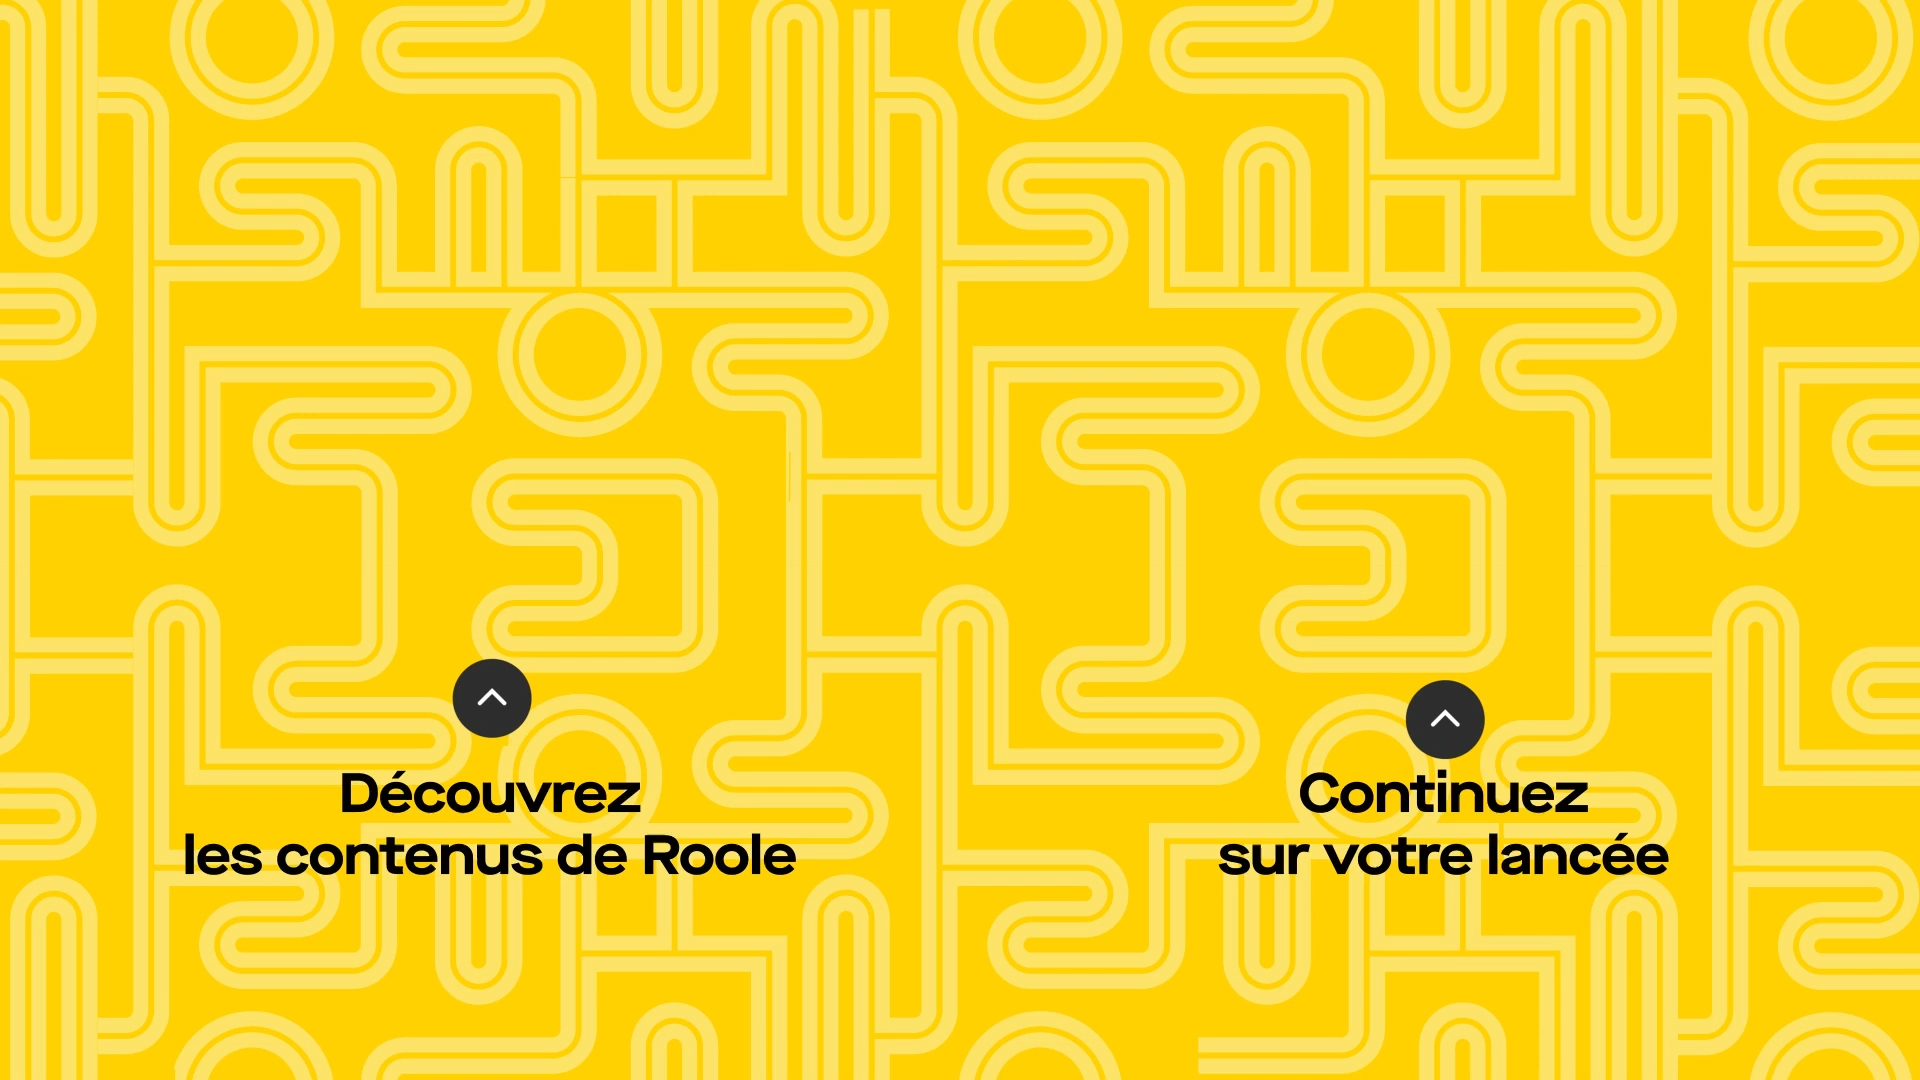 Découvrez
les contenus de Roole
Continuez
sur votre lancée